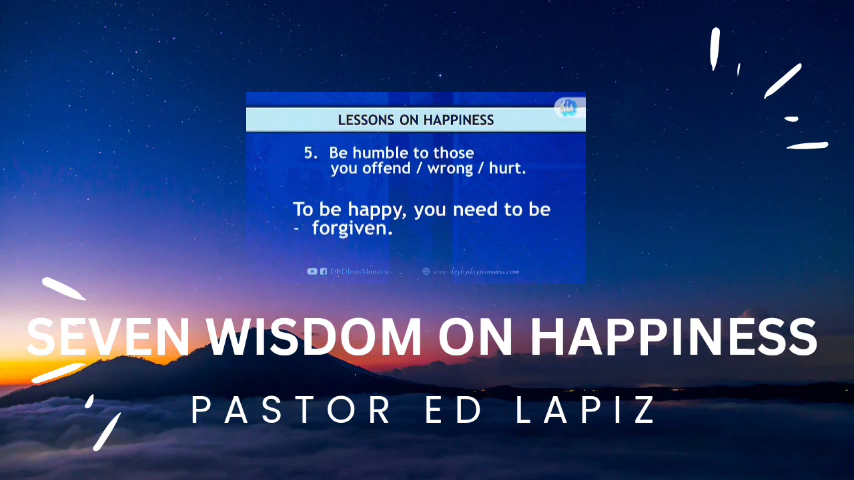 LESSONS ON HAPPINESS
5. Be humble to those
you offend / wrong / hurt.
To be happy, you need to be
- forgiven.
SEVEN WISDOM ON HAPPINESS
PASTOR ED LAPIZ